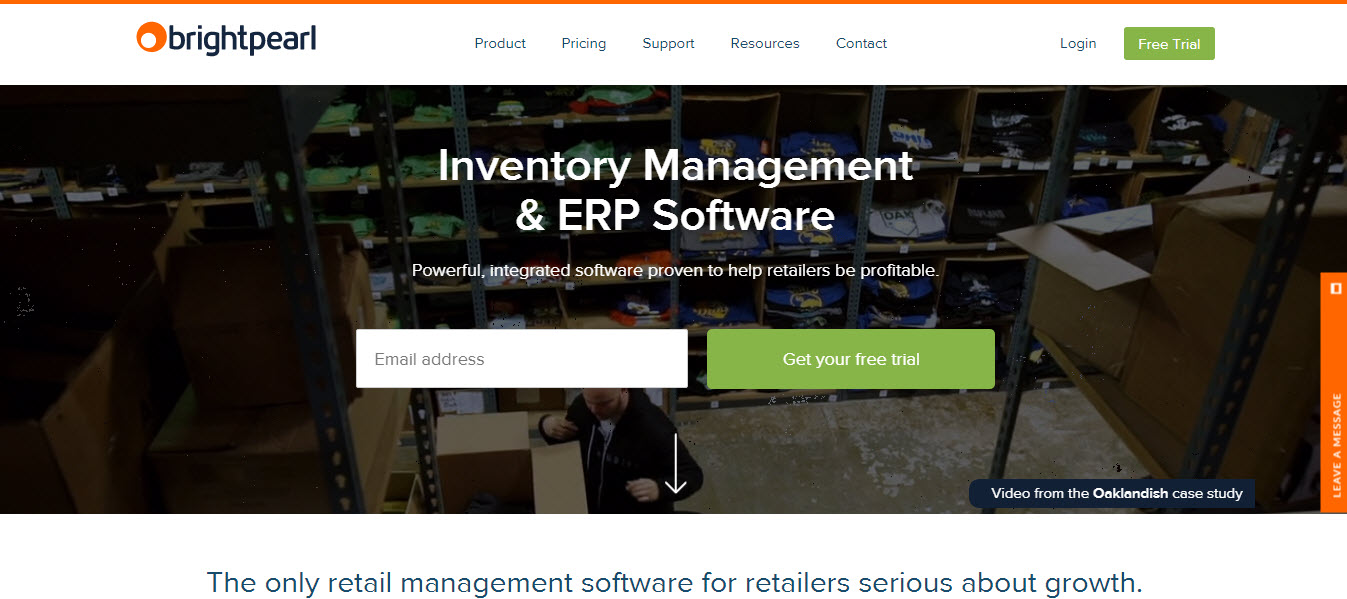 brightpearl
Product Pricing Support Resources Contact Login Free Trial
Inventory Management
& ERP Software
Powerful, integrated software proven to help retailers be profitable.
Email address Get your free trial
LEAVE A MESSAGE
Video from the Oaklandish case study
The only retail management software for retailers serious about growth.